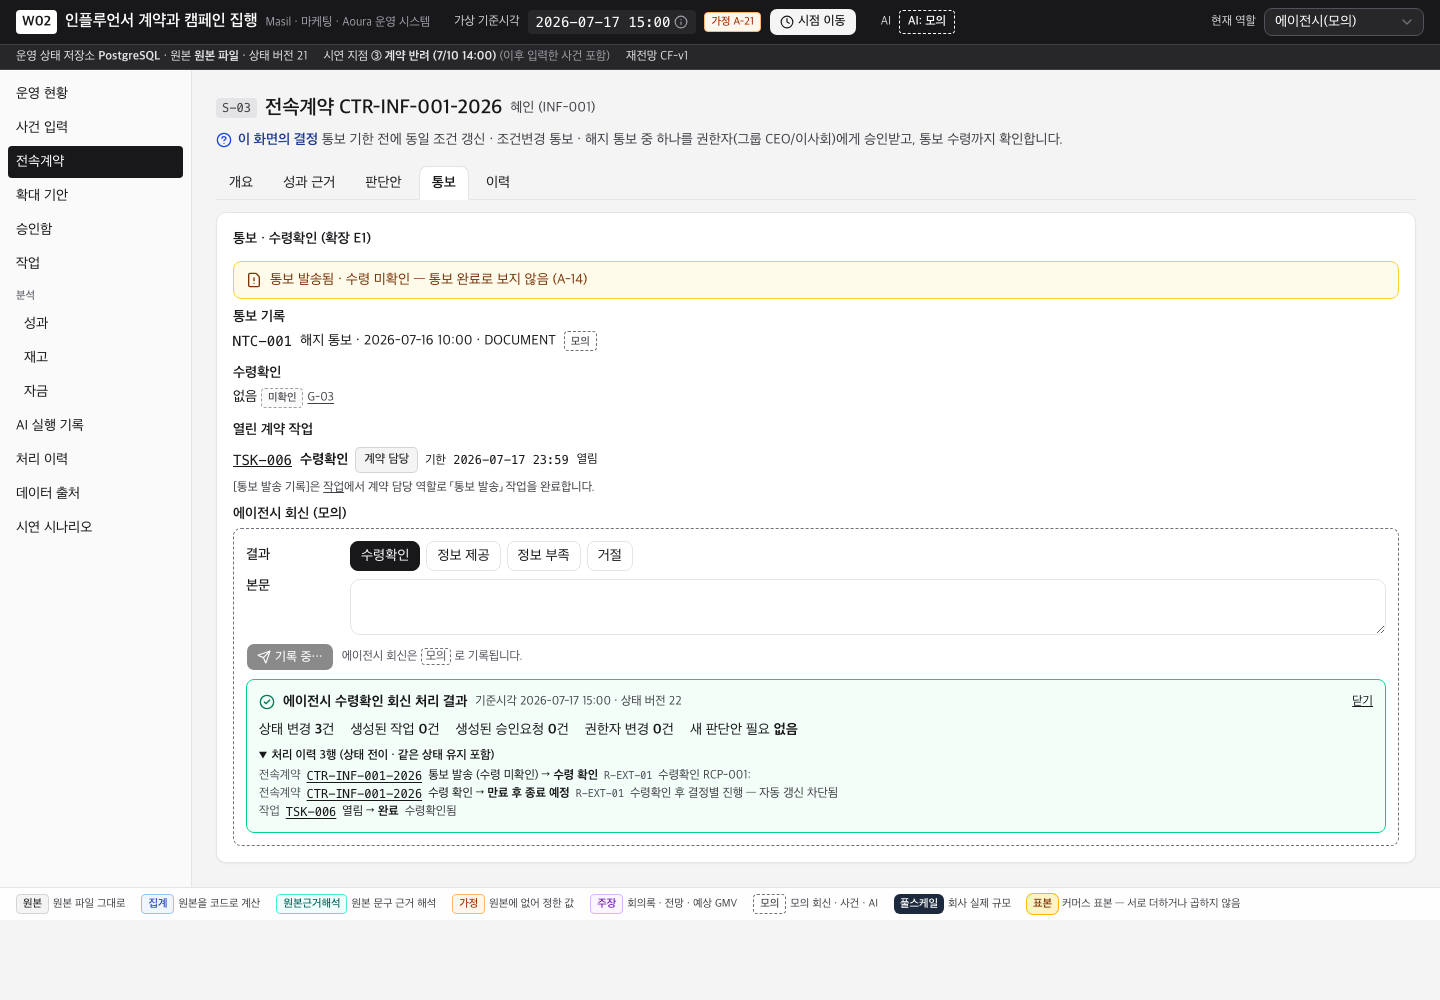 W02 인플루언서 계약과 캠페인 집행 Masil · 마케팅 · Aoura 운영 시스템 가상 기준시각 2026-07-17 15:00 가정 A-21 시점 이동 AI AI: 모의 현재 역할 에이전시(모의)
운영 상태 저장소 PostgreSQL · 원본 원본 파일 · 상태 버전 21 시연 지점 ③ 계약 반려 (7/10 14:00) (이후 입력한 사건 포함) 재전망 CF-v1
운영 현황
사건 입력
전속계약
확대 기안
승인함
작업
분석
성과
재고
자금
AI 실행 기록
처리 이력
데이터 출처
시연 시나리오
S-03 전속계약 CTR-INF-001-2026 혜인 (INF-001)
이 화면의 결정 통보 기한 전에 동일 조건 갱신 · 조건변경 통보 · 해지 통보 중 하나를 권한자(그룹 CEO/이사회)에게 승인받고, 통보 수령까지 확인합니다.
개요 성과 근거 판단안 통보 이력
통보 · 수령확인 (확장 E1)
통보 발송됨 · 수령 미확인 — 통보 완료로 보지 않음 (A-14)
통보 기록
NTC-001 해지 통보 · 2026-07-16 10:00 · DOCUMENT 모의
수령확인
없음 미확인 G-03
열린 계약 작업
TSK-006 수령확인 계약 담당 기한 2026-07-17 23:59 열림
[통보 발송 기록]은 작업에서 계약 담당 역할로 「통보 발송」 작업을 완료합니다.
에이전시 회신 (모의)
결과 수령확인 정보 제공 정보 부족 거절
본문
기록 중… 에이전시 회신은 모의 로 기록됩니다.
에이전시 수령확인 회신 처리 결과 기준시각 2026-07-17 15:00 · 상태 버전 22 닫기
상태 변경 3건 생성된 작업 0건 생성된 승인요청 0건 권한자 변경 0건 새 판단안 필요 없음
▼ 처리 이력 3행 (상태 전이 · 같은 상태 유지 포함)
전속계약 CTR-INF-001-2026 통보 발송 (수령 미확인) → 수령 확인 R-EXT-01 수령확인 RCP-001:
전속계약 CTR-INF-001-2026 수령 확인 → 만료 후 종료 예정 R-EXT-01 수령확인 후 결정별 진행 — 자동 갱신 차단됨
작업 TSK-006 열림 → 완료 수령확인됨
원본 원본 파일 그대로 집계 원본을 코드로 계산 원본근거해석 원본 문구 근거 해석 가정 원본에 없어 정한 값 주장 회의록 · 전망 · 예상 GMV 모의 모의 회신 · 사건 · AI 풀스케일 회사 실제 규모 표본 커머스 표본 — 서로 더하거나 곱하지 않음